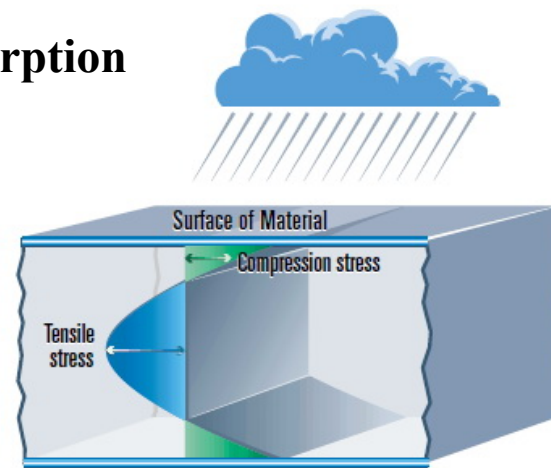 rption
Surface of Material
Compression stress
Tensile
stress